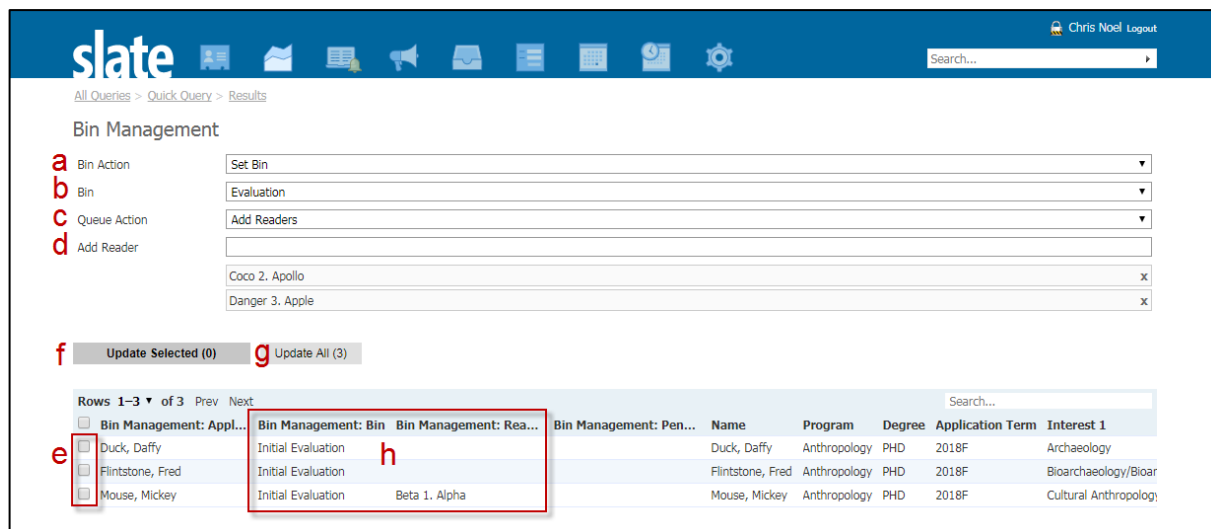 Chris Noel Logout
slate
Search...
All Queries > Quick Query > Results
Bin Management
a Bin Action Set Bin
b Bin Evaluation
c Queue Action Add Readers
d Add Reader
Coco 2. Apollo x
Danger 3. Apple x
f Update Selected (0) g Update All (3)
Rows 1–3 of 3 Prev Next Search...
Bin Management: Appl... Bin Management: Bin Bin Management: Rea... Bin Management: Pen... Name Program Degree Application Term Interest 1
Duck, Daffy Initial Evaluation Duck, Daffy Anthropology PHD 2018F Archaeology
e h
Flintstone, Fred Initial Evaluation Flintstone, Fred Anthropology PHD 2018F Bioarchaeology/Bioar
Mouse, Mickey Initial Evaluation Beta 1. Alpha Mouse, Mickey Anthropology PHD 2018F Cultural Anthropology